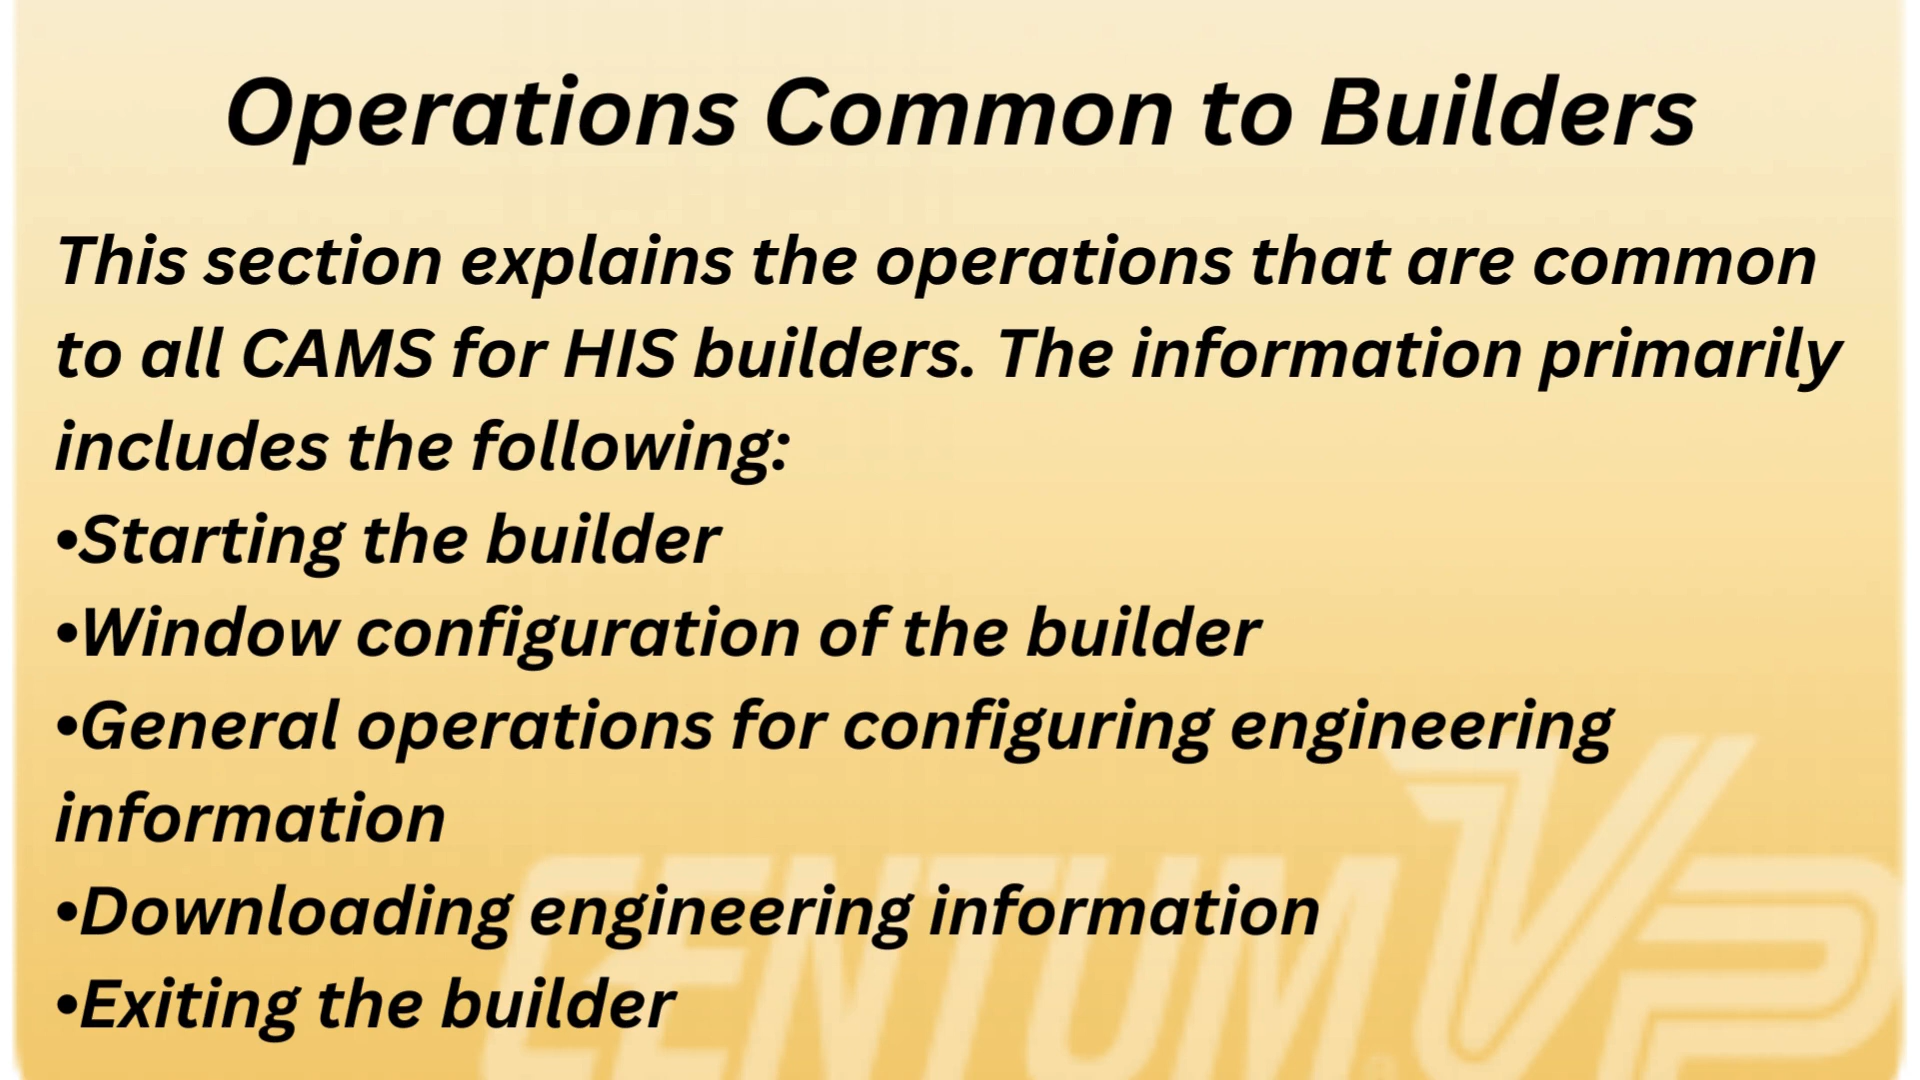 Operations Common to Builders
This section explains the operations that are common
to all CAMS for HIS builders. The information primarily
includes the following:
•Starting the builder
•Window configuration of the builder
•General operations for configuring engineering
information
•Downloading engineering information
•Exiting the builder
CENTUM VP